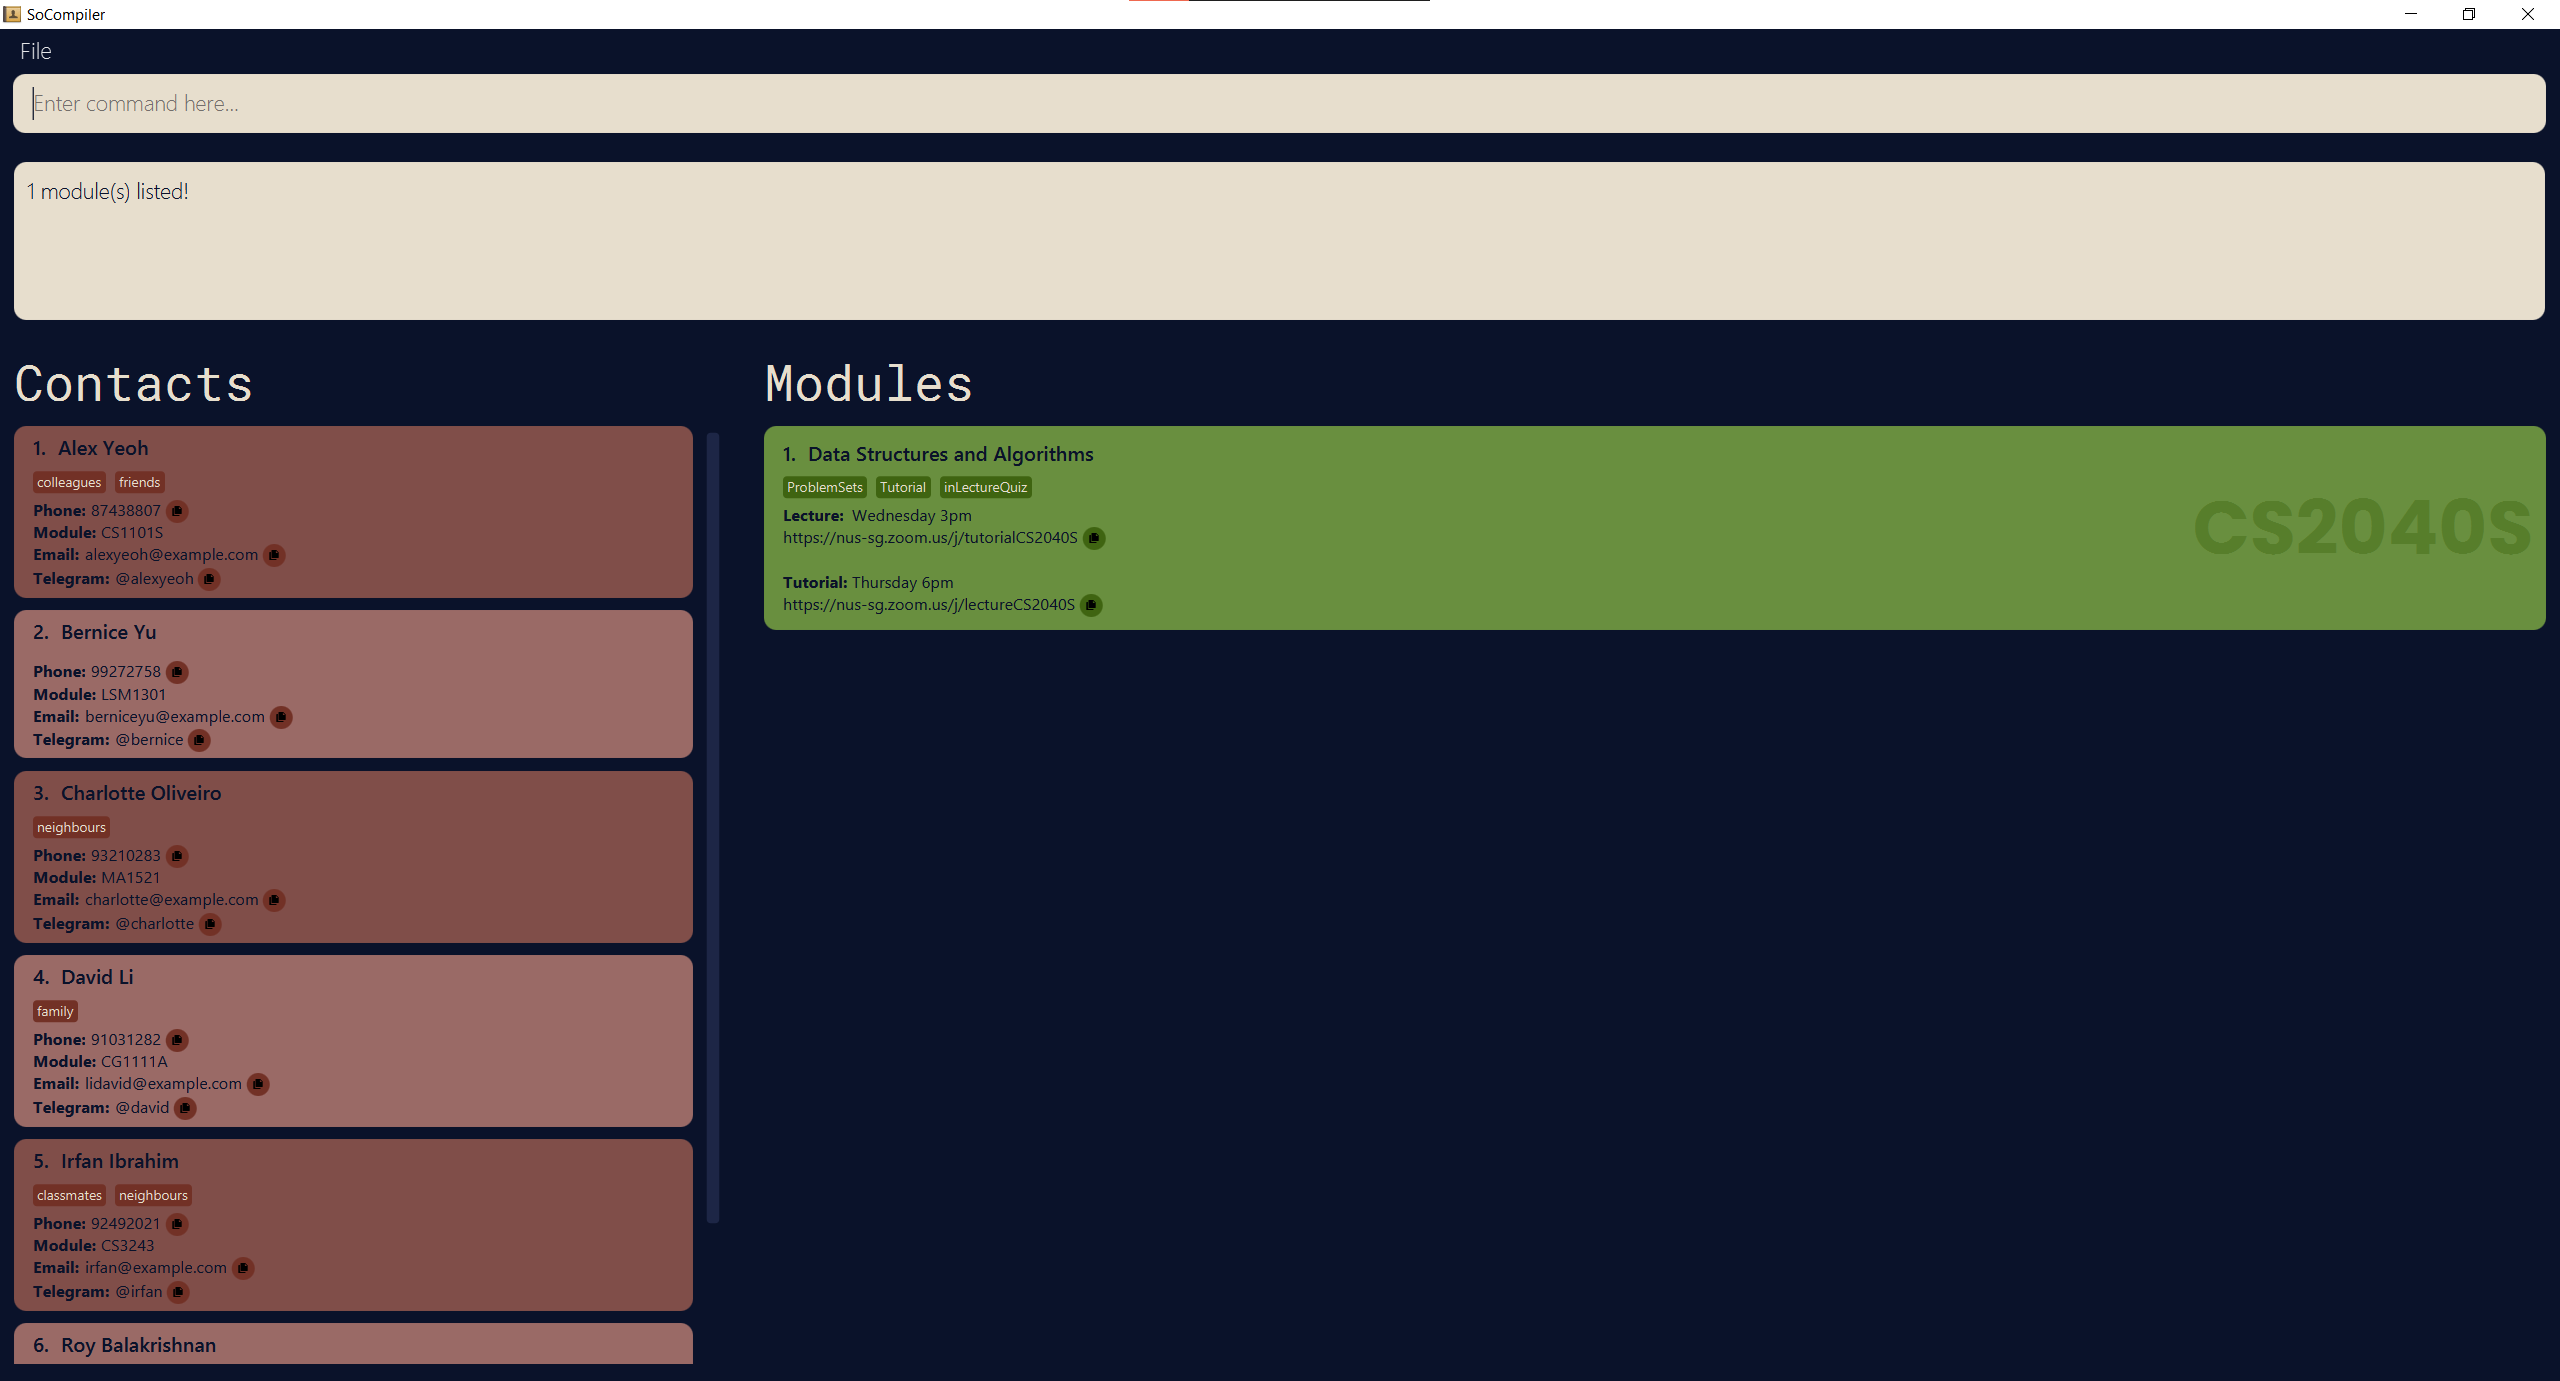 SoCompiler
File
Enter command here...
1 module(s) listed!
Contacts
1. Alex Yeoh
colleagues friends
Phone: 87438807
Module: CS1101S
Email: alexyeoh@example.com
Telegram: @alexyeoh
2. Bernice Yu
Phone: 99272758
Module: LSM1301
Email: berniceyu@example.com
Telegram: @bernice
3. Charlotte Oliveiro
neighbours
Phone: 93210283
Module: MA1521
Email: charlotte@example.com
Telegram: @charlotte
4. David Li
family
Phone: 91031282
Module: CG1111A
Email: lidavid@example.com
Telegram: @david
5. Irfan Ibrahim
classmates neighbours
Phone: 92492021
Module: CS3243
Email: irfan@example.com
Telegram: @irfan
6. Roy Balakrishnan
Modules
1. Data Structures and Algorithms
ProblemSets Tutorial inLectureQuiz
Lecture: Wednesday 3pm
https://nus-sg.zoom.us/j/tutorialCS2040S
Tutorial: Thursday 6pm
https://nus-sg.zoom.us/j/lectureCS2040S
CS2040S